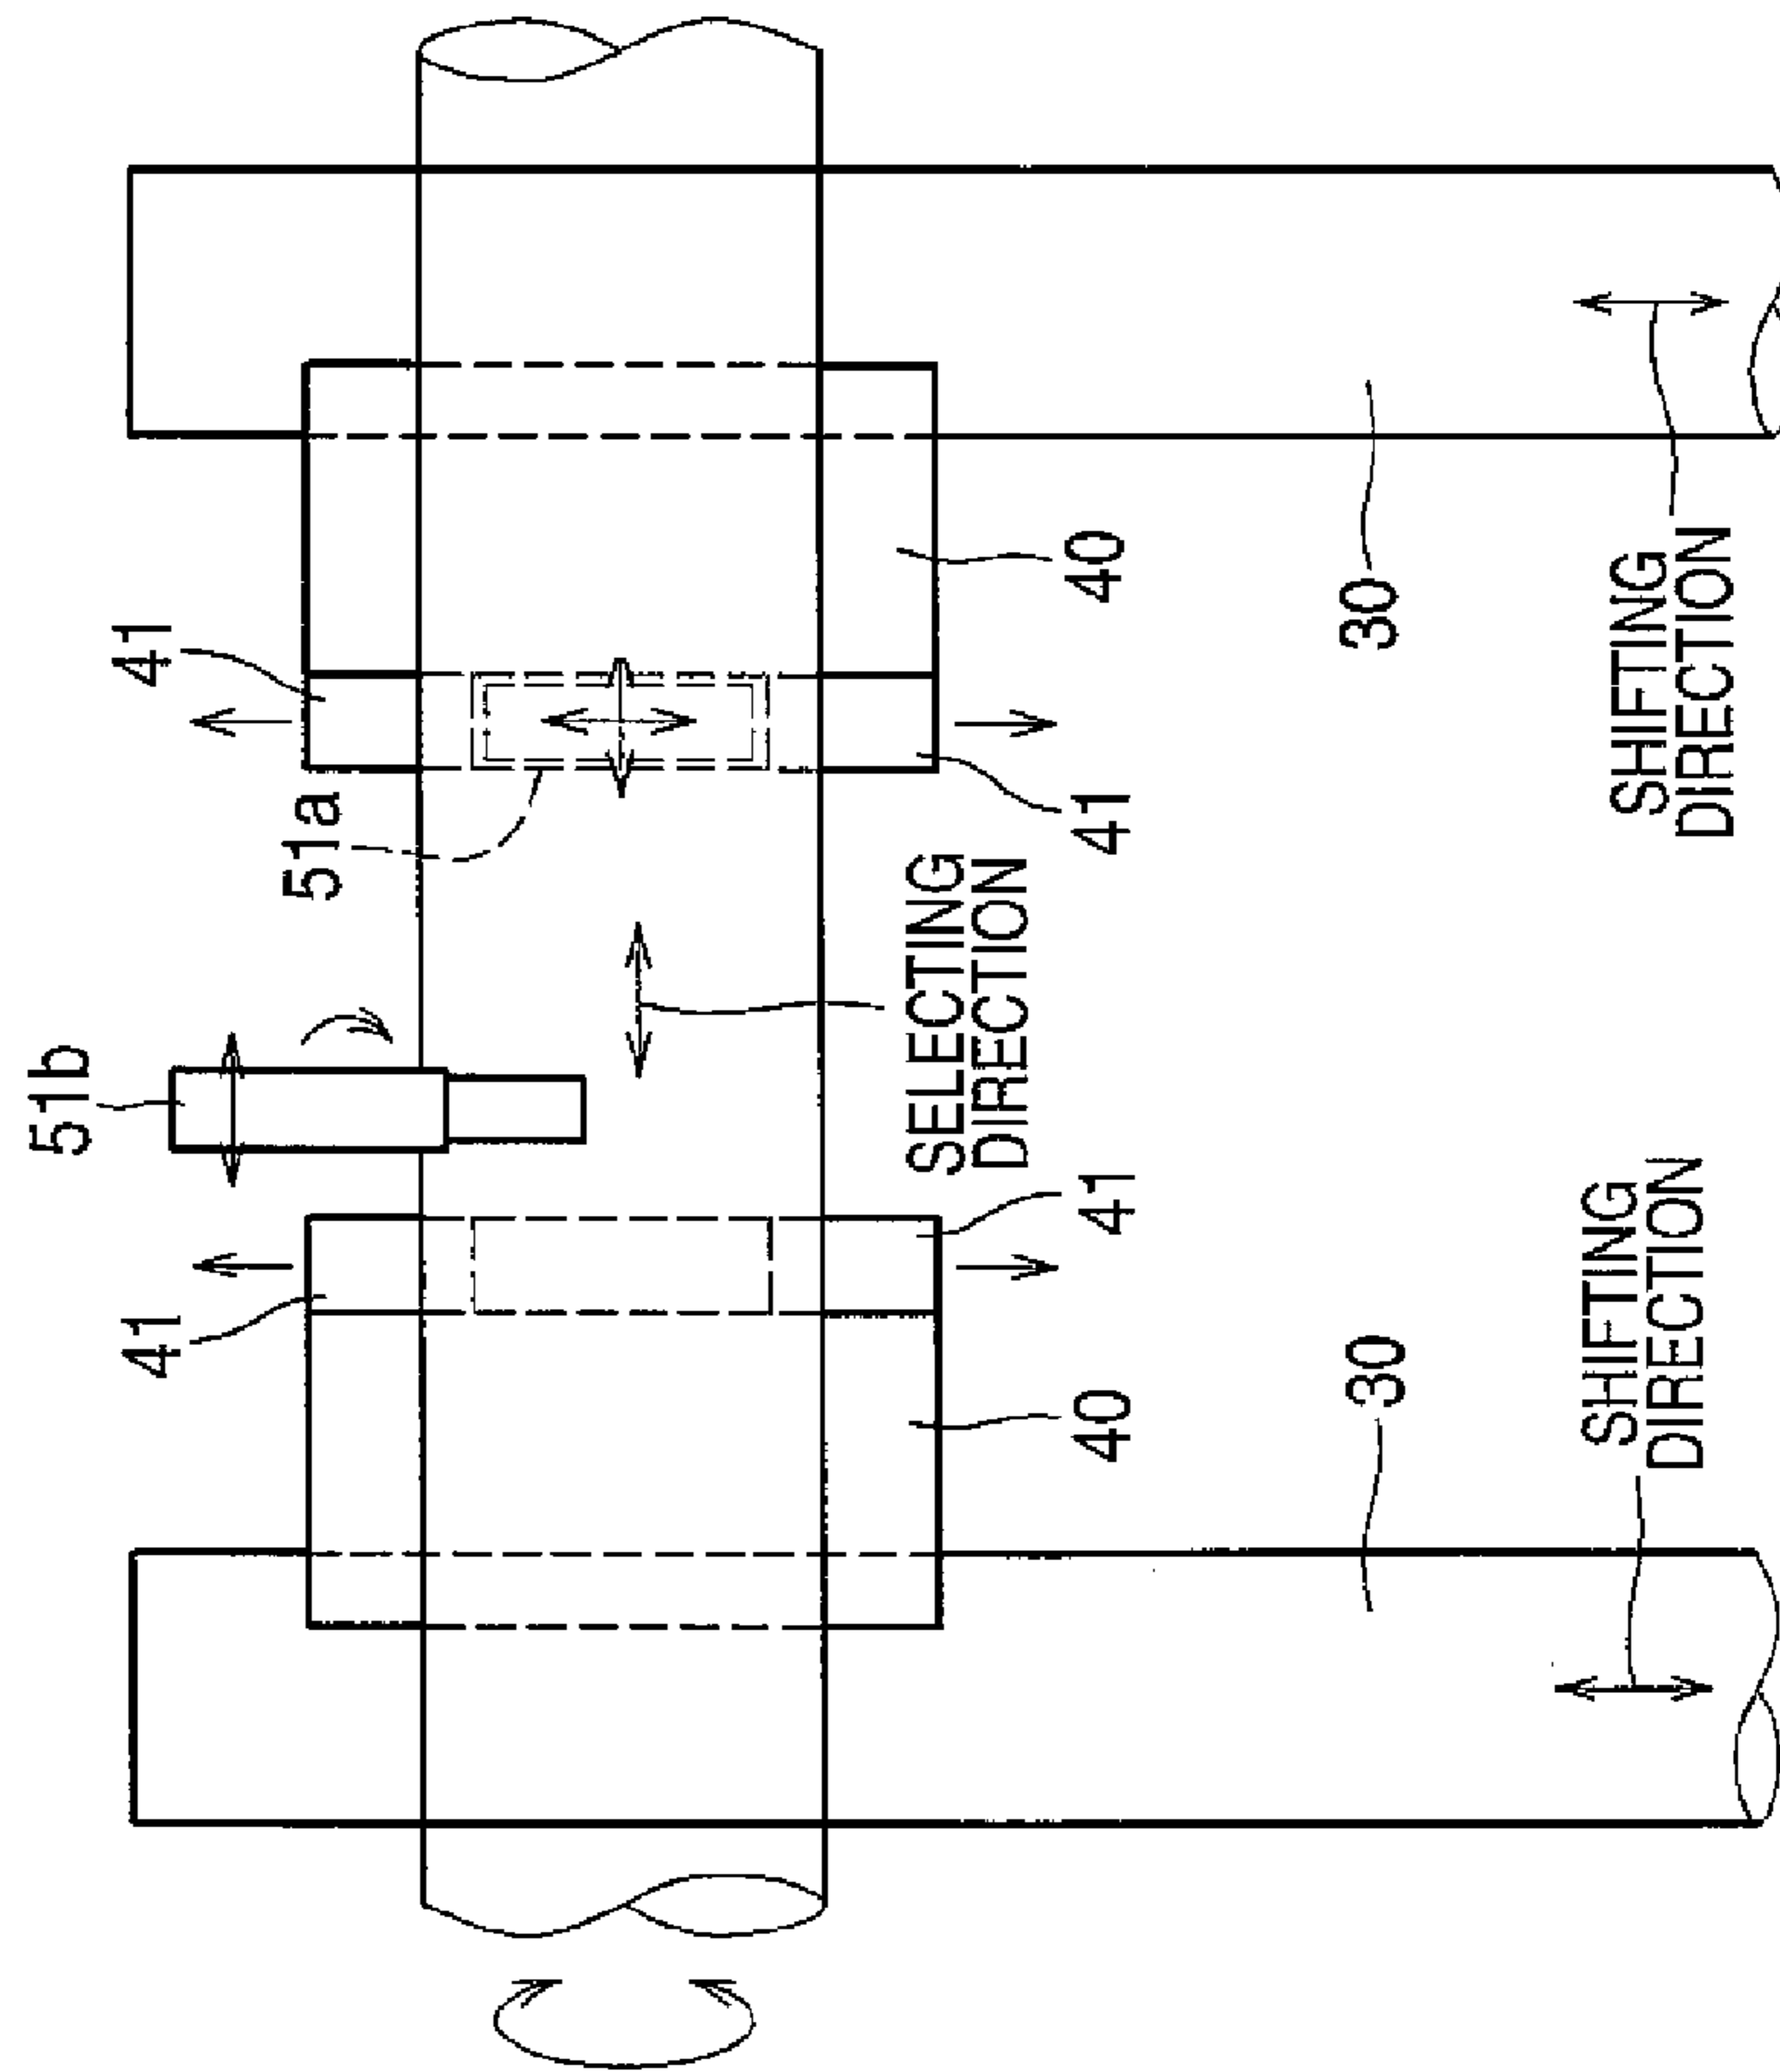 51b
41
41
51a
SELECTING
DIRECTION
40
41
41
40
30
30
SHIFTING
DIRECTION
SHIFTING
DIRECTION